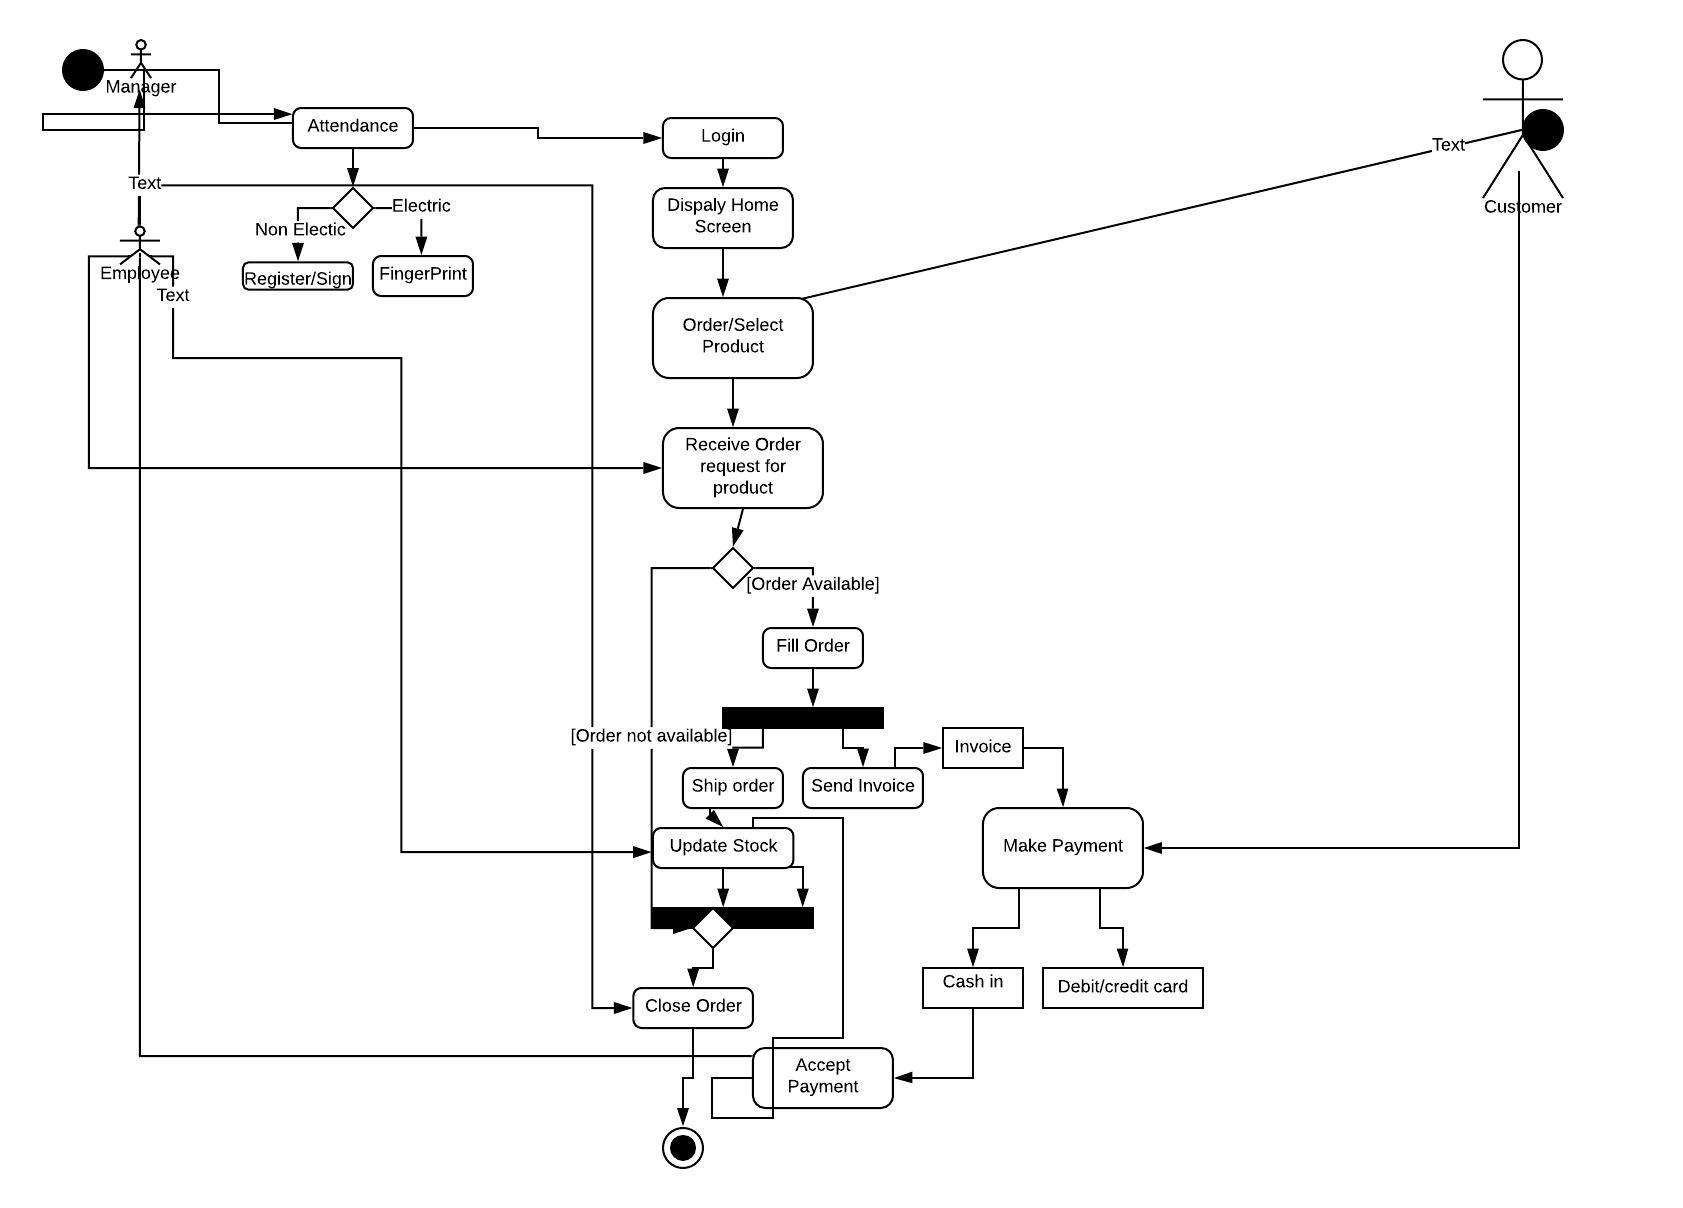 Manager
Attendance
Login
Text
Text
Dispaly Home
Screen
Electric
Customer
Non Electic
Employee
Register/Sign
FingerPrint
Text
Order/Select
Product
Receive Order
request for
product
[Order Available]
Fill Order
[Order not available]
Invoice
Ship order
Send Invoice
Update Stock
Make Payment
Cash in
Debit/credit card
Close Order
Accept
Payment